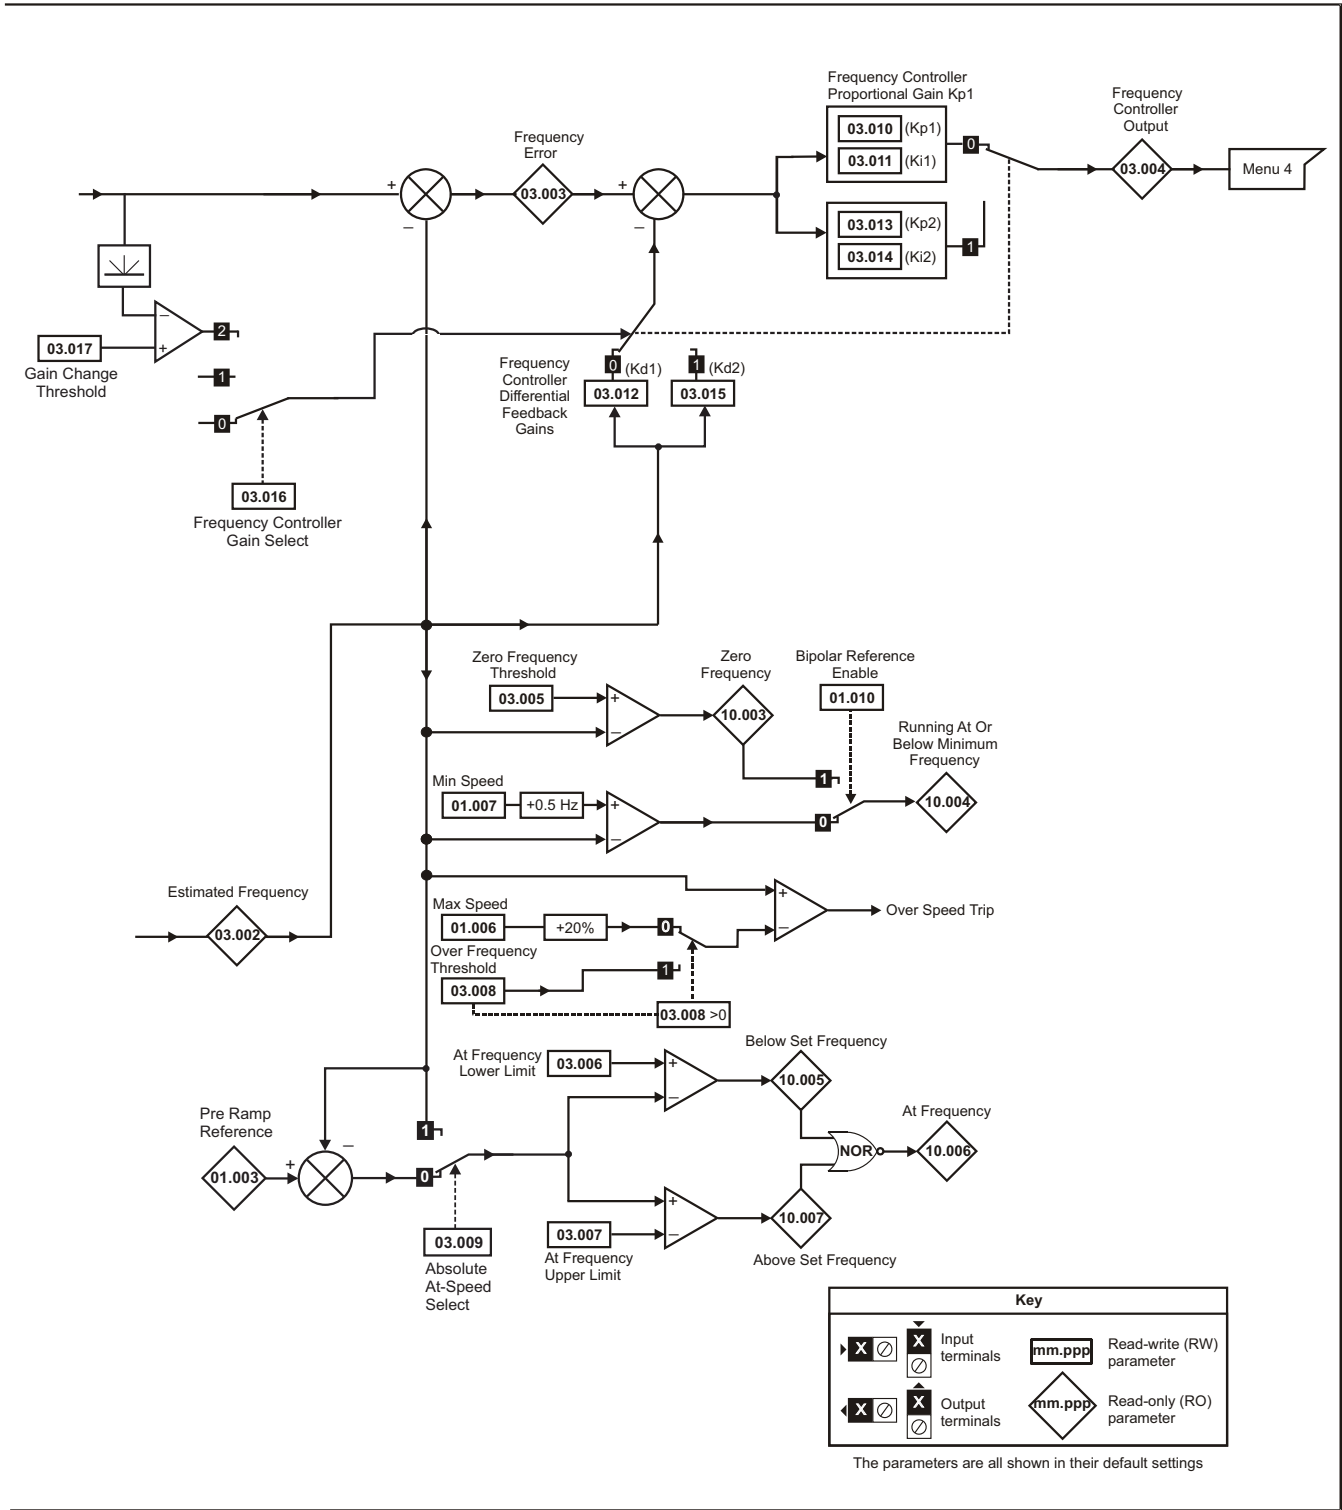 Frequency Controller
Proportional Gain Kp1
03.010 (Kp1)
03.011 (Ki1)
0
03.013 (Kp2)
03.014 (Ki2)
1
Frequency
Controller
Output
03.004
Menu 4
Frequency
Error
+
03.003
+
–
–
–
+
2
1
0
03.017
Gain Change
Threshold
03.016
Frequency Controller
Gain Select
Frequency
Controller
Differential
Feedback
Gains
0 (Kd1)
03.012
1 (Kd2)
03.015
Zero Frequency
Threshold
03.005
+
–
Zero
Frequency
10.003
Bipolar Reference
Enable
01.010
Running At Or
Below Minimum
Frequency
10.004
1
0
Min Speed
01.007
+0.5 Hz
+
–
Estimated Frequency
03.002
Max Speed
01.006
+20%
0
Over Frequency
Threshold
03.008
1
03.008 >0
+
–
Over Speed Trip
At Frequency
Lower Limit
03.006
+
–
Below Set Frequency
10.005
Pre Ramp
Reference
01.003
+
–
1
0
03.009
Absolute
At-Speed
Select
NOR
At Frequency
10.006
03.007
At Frequency
Upper Limit
+
–
10.007
Above Set Frequency
Key
X
X
Input
terminals
mm.ppp
Read-write (RW)
parameter
X
X
Output
terminals
mm.ppp
Read-only (RO)
parameter
The parameters are all shown in their default settings